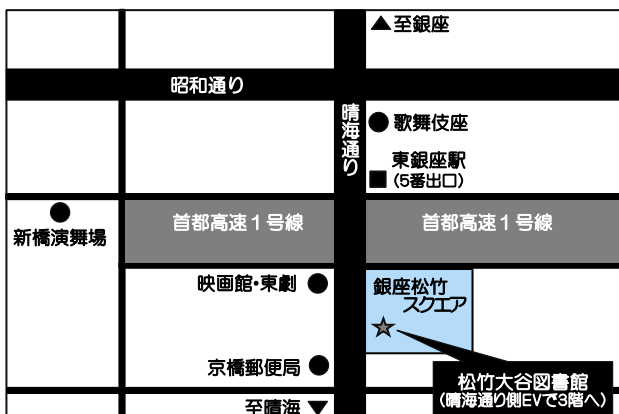 ▲至銀座
昭和通り
晴海通り
●歌舞伎座
東銀座駅
■(5番出口)
新橋演舞場
首都高速1号線
首都高速1号線
映画館・東劇●
銀座松竹
スクエア
京橋郵便局●
松竹大谷図書館
(晴海通り側EVで3階へ)
至晴海▼